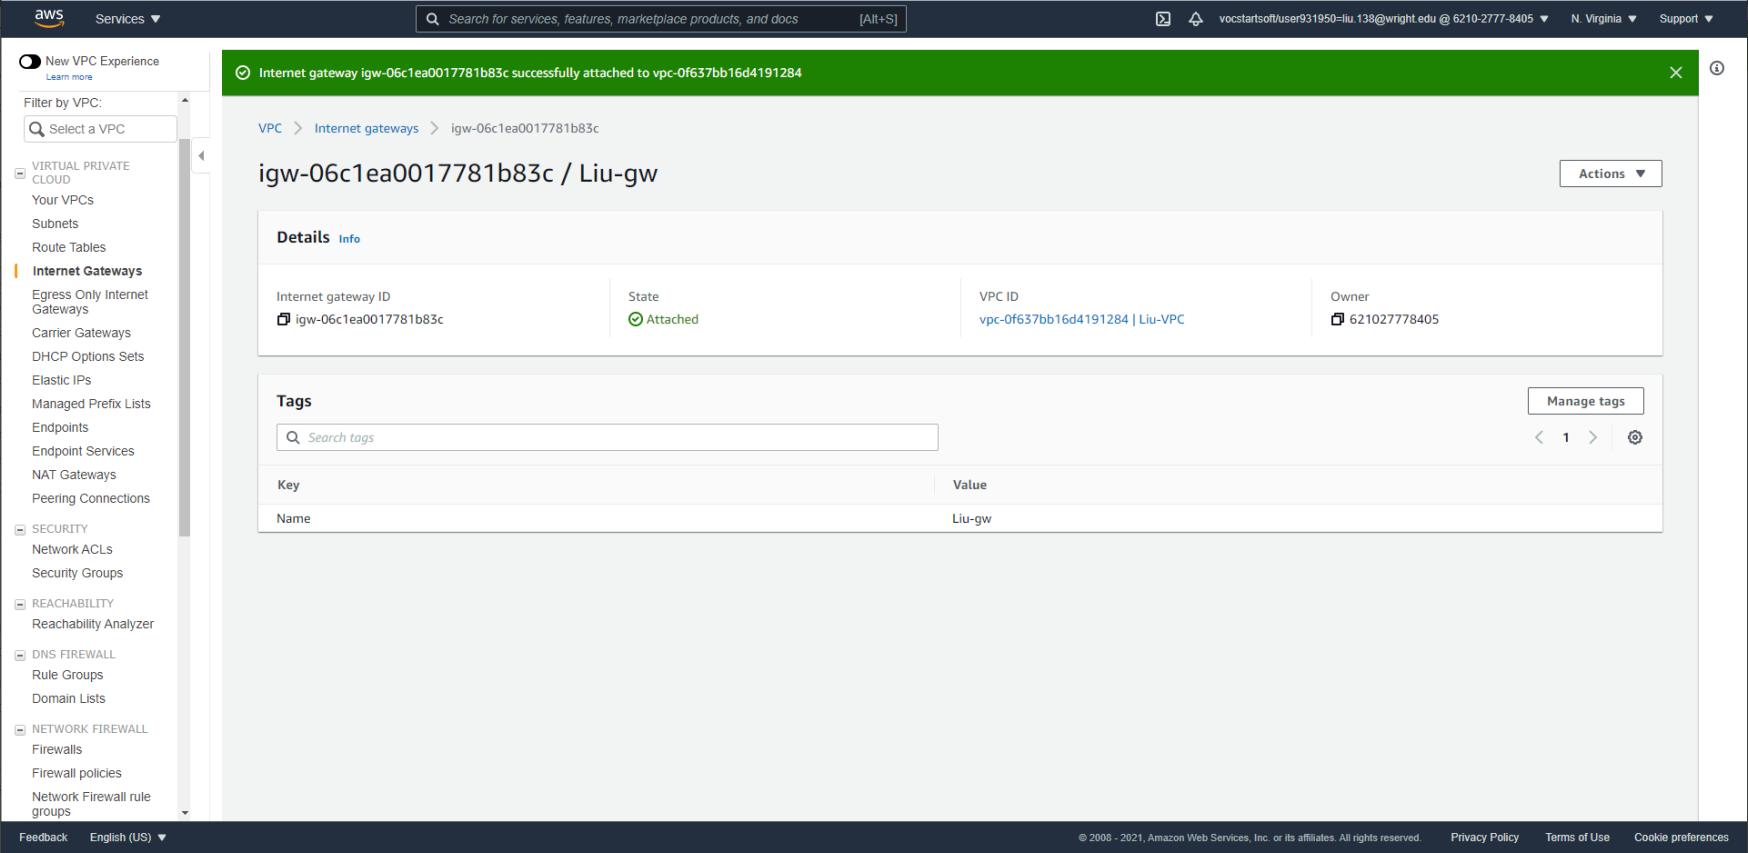 aws
Services
Search for services, features, marketplace products, and docs
[Alt+S]
vocstartsoft/user931950=liu.138@wright.edu @ 6210-2777-8405
N. Virginia
Support
New VPC Experience
Learn more
Filter by VPC:
Select a VPC
VIRTUAL PRIVATE
CLOUD
Your VPCs
Subnets
Route Tables
Internet Gateways
Egress Only Internet
Gateways
Carrier Gateways
DHCP Options Sets
Elastic IPs
Managed Prefix Lists
Endpoints
Endpoint Services
NAT Gateways
Peering Connections
SECURITY
Network ACLs
Security Groups
REACHABILITY
Reachability Analyzer
DNS FIREWALL
Rule Groups
Domain Lists
NETWORK FIREWALL
Firewalls
Firewall policies
Network Firewall rule
groups
Internet gateway igw-06c1ea0017781b83c successfully attached to vpc-0f637bb16d4191284
VPC > Internet gateways > igw-06c1ea0017781b83c
igw-06c1ea0017781b83c / Liu-gw
Actions
Details Info
Internet gateway ID
igw-06c1ea0017781b83c
State
Attached
VPC ID
vpc-0f637bb16d4191284 | Liu-VPC
Owner
621027778405
Tags
Manage tags
Search tags
1
Key Value
Name Liu-gw
Feedback
English (US)
© 2008 - 2021, Amazon Web Services, Inc. or its affiliates. All rights reserved.
Privacy Policy
Terms of Use
Cookie preferences